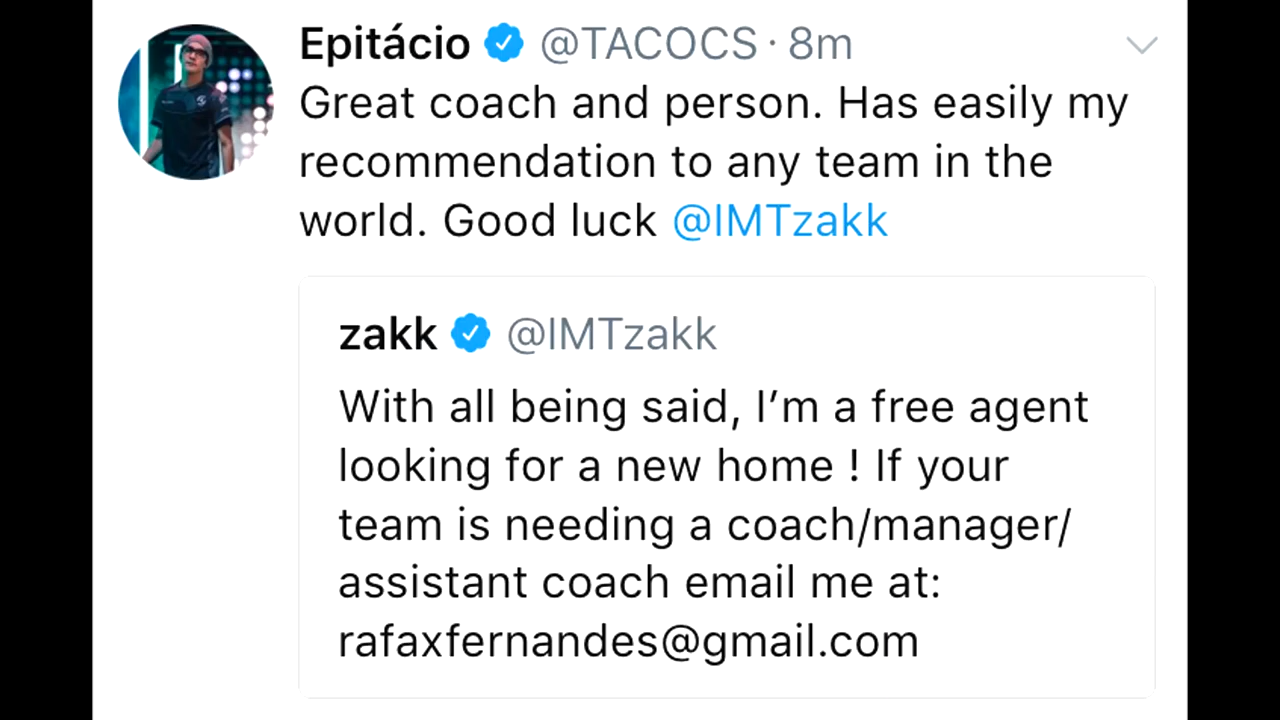 Epitácio @TACOCS · 8m
Great coach and person. Has easily my
recommendation to any team in the
world. Good luck @IMTzakk
zakk @IMTzakk
With all being said, I’m a free agent
looking for a new home ! If your
team is needing a coach/manager/
assistant coach email me at:
rafaxfernandes@gmail.com